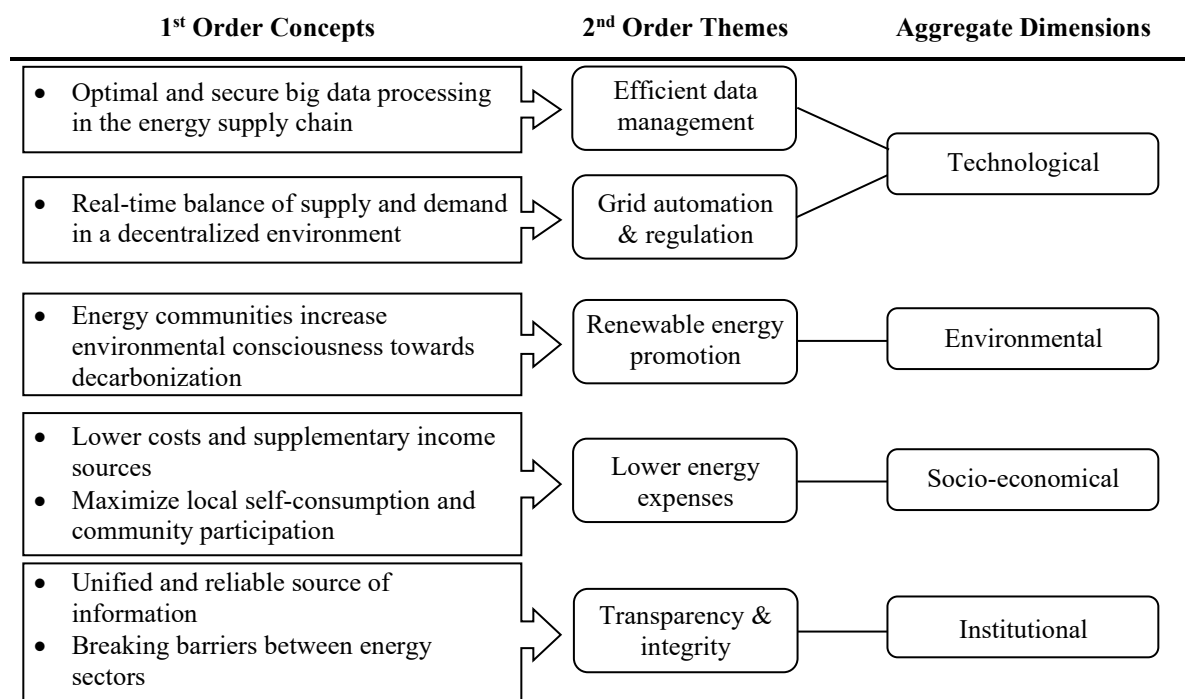 1st Order Concepts
2nd Order Themes
Aggregate Dimensions
• Optimal and secure big data processing
in the energy supply chain
Efficient data
management
Technological
• Real-time balance of supply and demand
in a decentralized environment
Grid automation
& regulation
• Energy communities increase
environmental consciousness towards
decarbonization
Renewable energy
promotion
Environmental
• Lower costs and supplementary income
sources
• Maximize local self-consumption and
community participation
Lower energy
expenses
Socio-economical
• Unified and reliable source of
information
• Breaking barriers between energy
sectors
Transparency &
integrity
Institutional